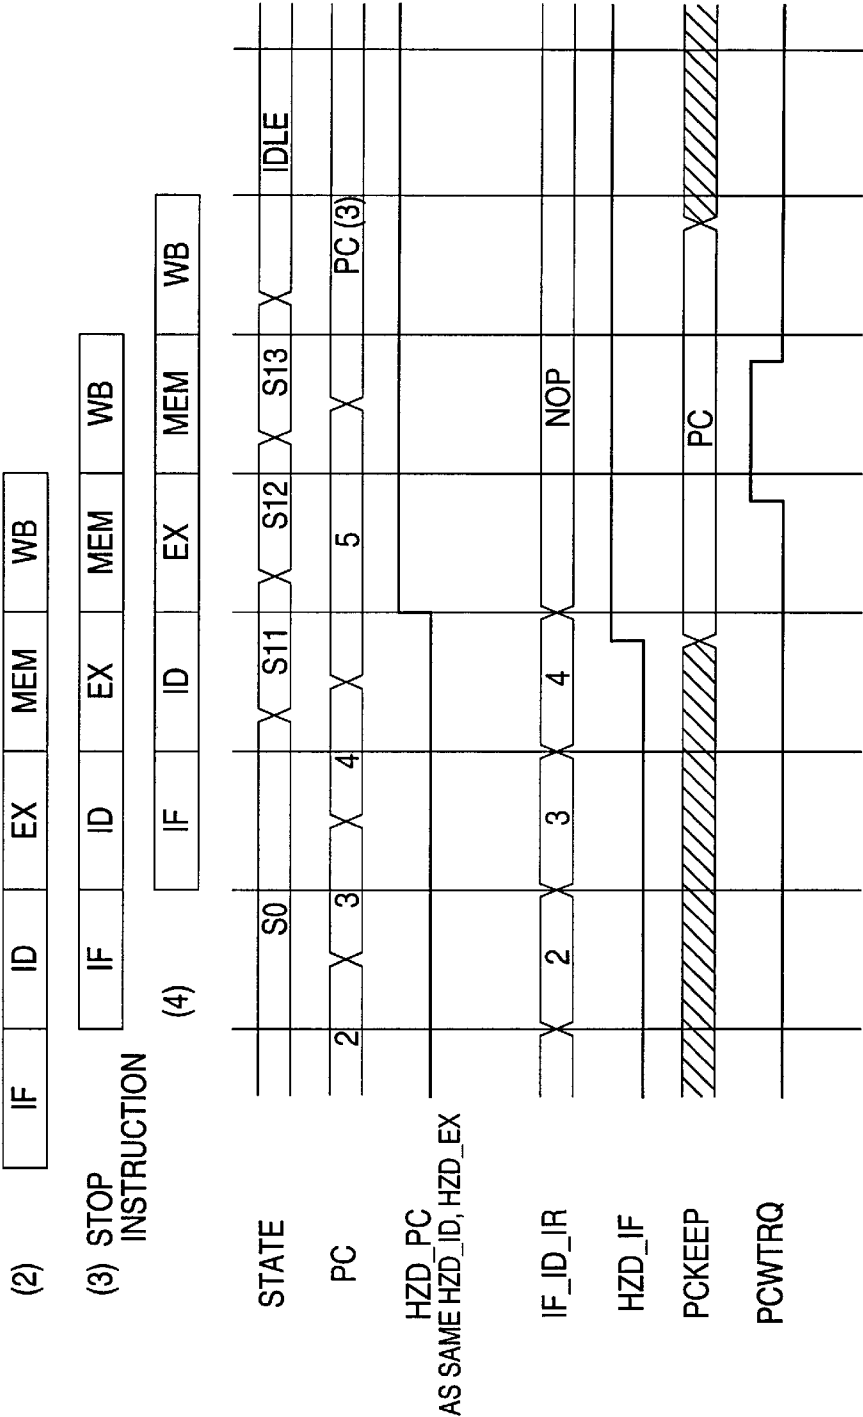 (2) IF ID EX MEM WB
(3) STOP INSTRUCTION IF ID EX MEM WB
(4) IF ID EX MEM WB
STATE S0 S11 S12 S13 IDLE
PC 2 3 4 5 PC (3)
HZD_PC
AS SAME HZD_ID, HZD_EX
IF_ID_IR 2 3 4 NOP
HZD_IF
PCKEEP PC
PCWTRQ